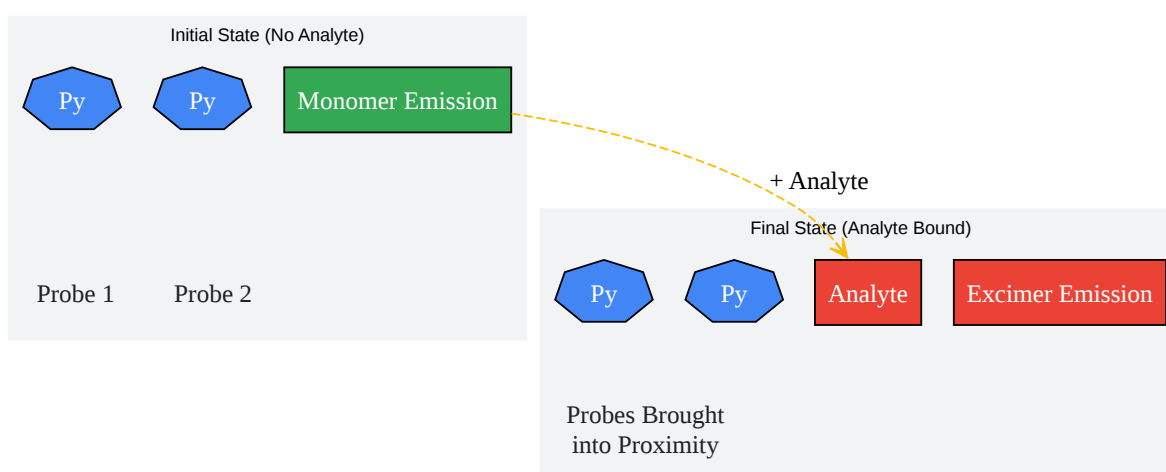 Initial State (No Analyte)
Py
Py
Monomer Emission
Probe 1
Probe 2
+ Analyte
Final State (Analyte Bound)
Py
Py
Analyte
Excimer Emission
Probes Brought
into Proximity